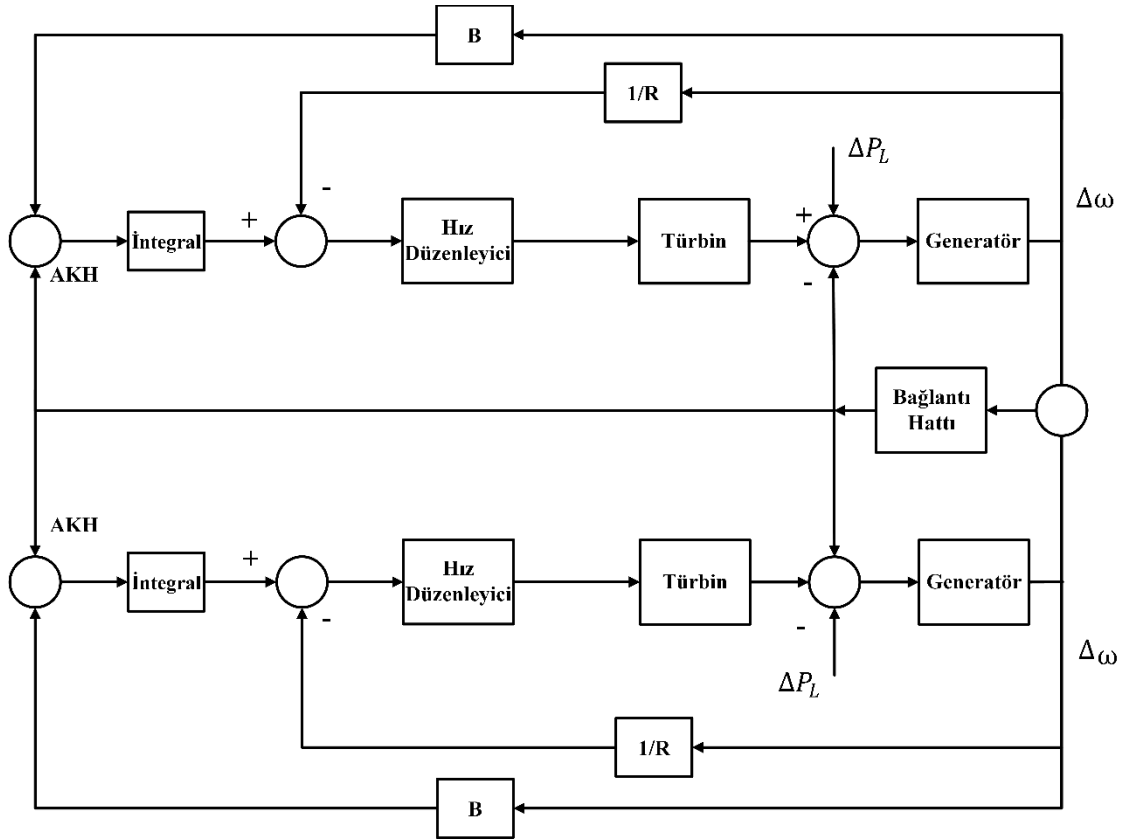 B
1/R
ΔP_L
-
+
+
Δω
İntegral
Hız
Düzenleyici
Türbin
Generatör
AKH
-
Bağlantı
Hattı
AKH
+
İntegral
Hız
Düzenleyici
Türbin
Generatör
-
-
Δω
ΔP_L
1/R
B